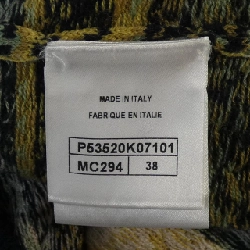 MADE IN ITALY
FABRIQUE EN ITALIE
P53520K07101
MC294 38